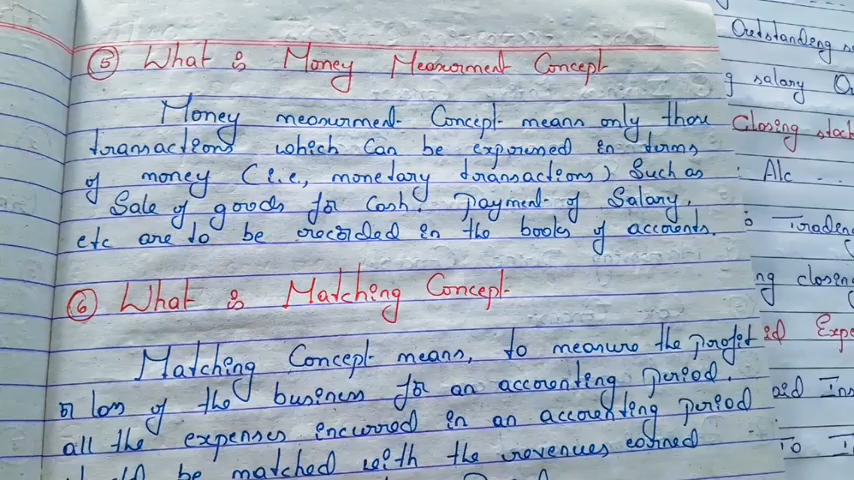 ⑤ What is Money Measurment Concept
Money measurment Concept means only those
transactions which Can be expressed in terms
of money (i.e., monetary transactions) Such as
Sale of goods for Cash, Payment of Salary,
etc are to be recorded in the books of accounts.
⑥ What is Matching Concept
Matching Concept means, to measure the profit
or loss of the business for an accounting period,
all the expenses incurred in an accounting period
be matched with the revenues earned
Outstanding
salary
Closing stock
A/c
Trading
closing
To